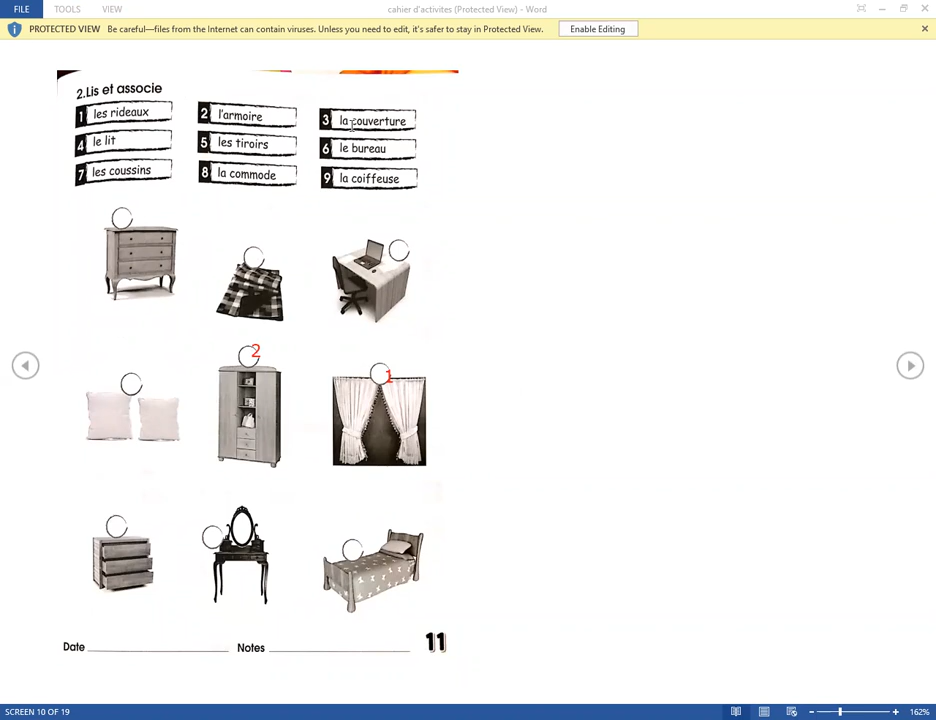 FILE TOOLS VIEW cahier d'activites (Protected View) - Word
PROTECTED VIEW Be careful—files from the Internet can contain viruses. Unless you need to edit, it's safer to stay in Protected View. Enable Editing
2.Lis et associe
1 les rideaux 2 l'armoire 3 la couverture
4 le lit 5 les tiroirs 6 le bureau
7 les coussins 8 la commode 9 la coiffeuse
2
1
Date Notes 11
SCREEN 10 OF 19 162%